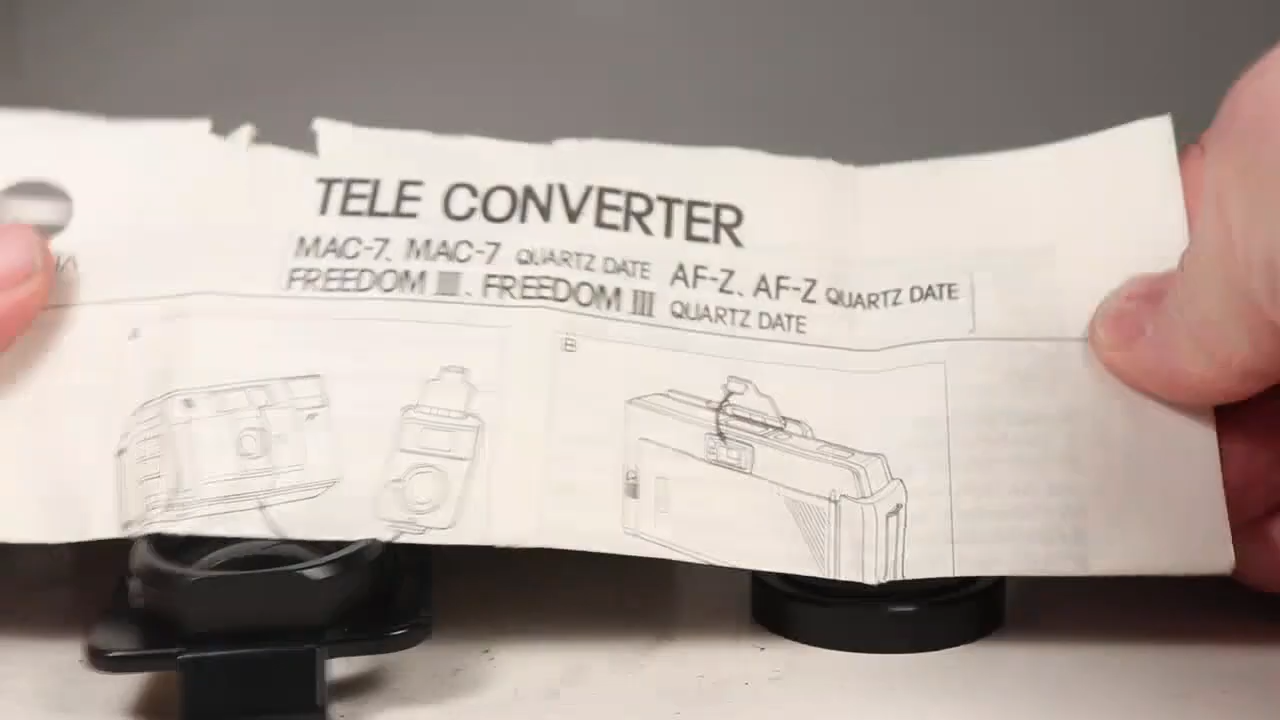 TELE CONVERTER
MAC-7, MAC-7 QUARTZ DATE AF-Z, AF-Z QUARTZ DATE
FREEDOM III, FREEDOM III QUARTZ DATE
A
B